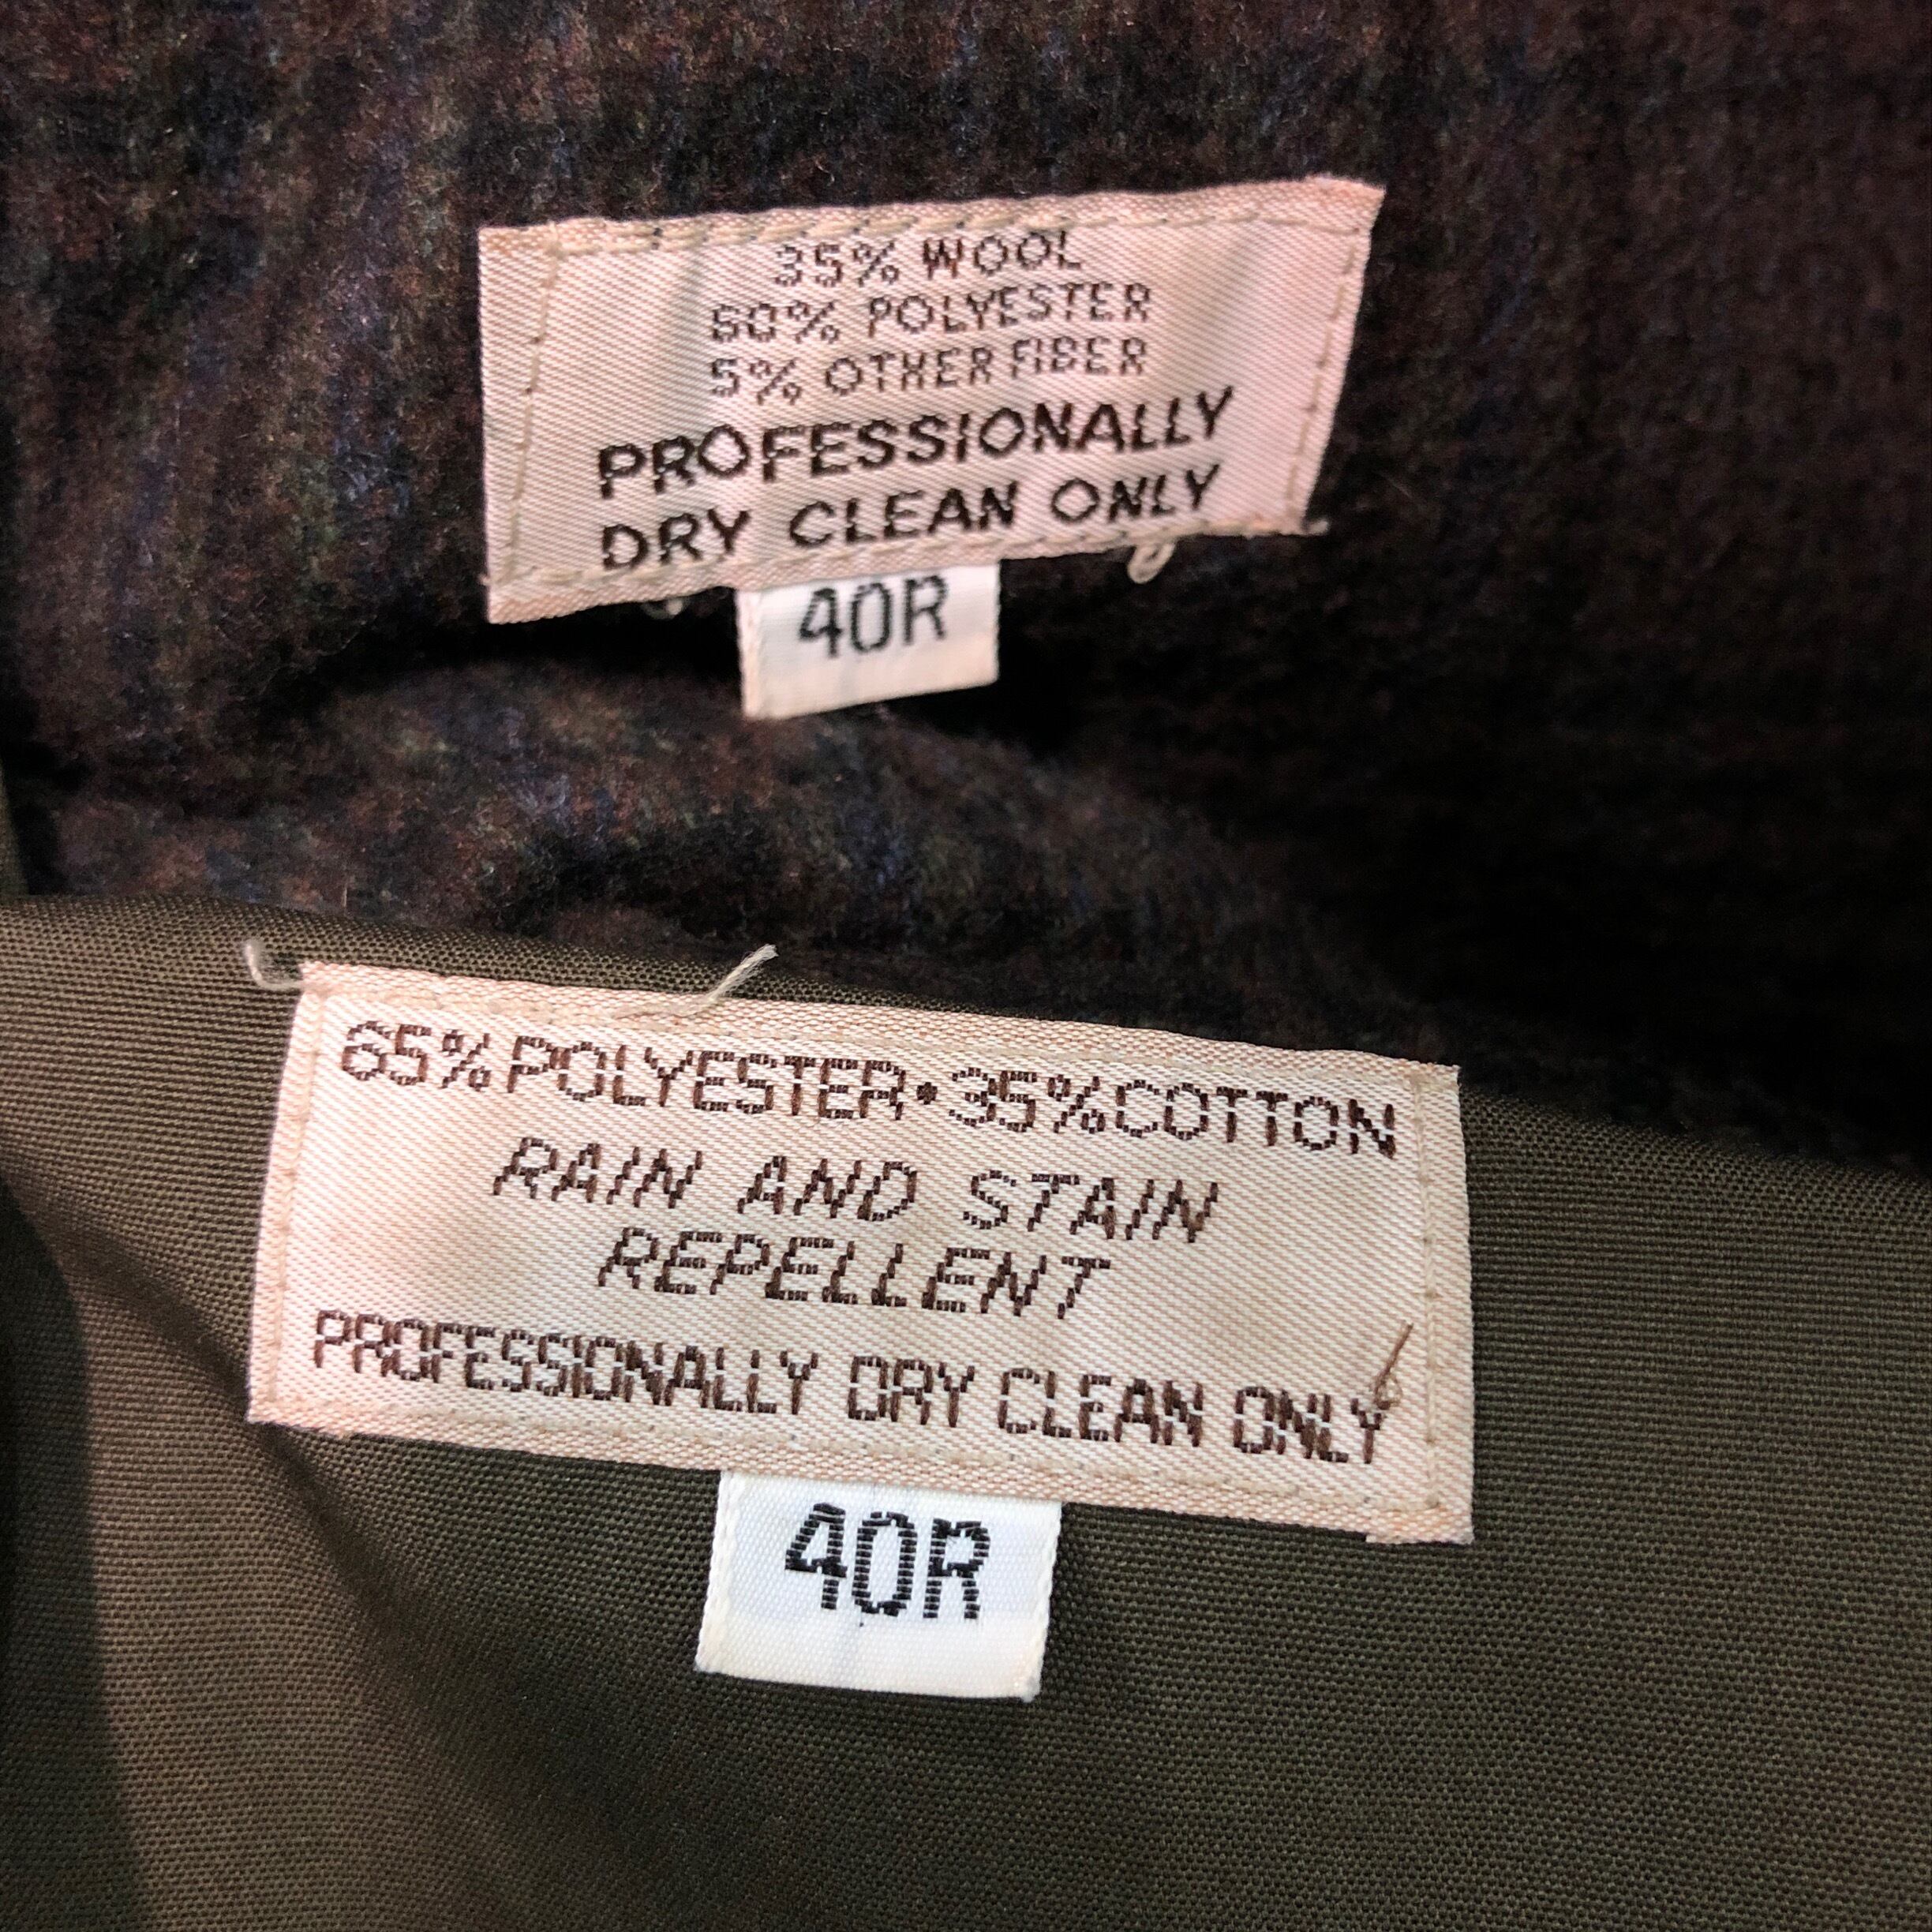 35% WOOL
60% POLYESTER
5% OTHER FIBER
PROFESSIONALLY
DRY CLEAN ONLY
40R
65% POLYESTER • 35% COTTON
RAIN AND STAIN
REPELLENT
PROFESSIONALLY DRY CLEAN ONLY
40R